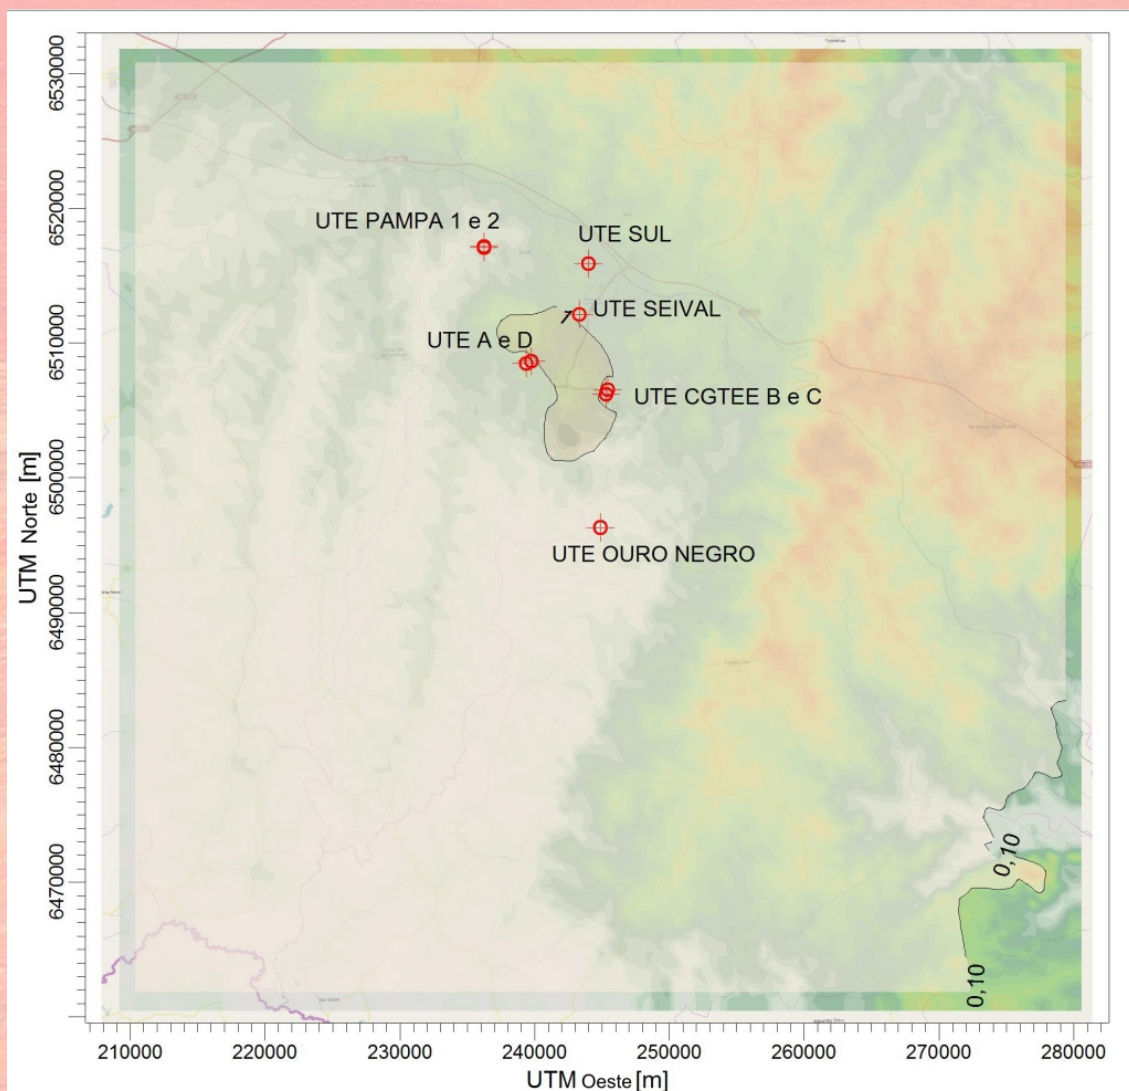 6530000
6520000
6510000
6500000
6490000
6480000
6470000
UTM Norte [m]
UTE PAMPA 1 e 2
UTE SUL
1
UTE SEIVAL
UTE A e D
UTE CGTEE B e C
UTE OURO NEGRO
0,10
0,10
210000
220000
230000
240000
250000
260000
270000
280000
UTM Oeste [m]